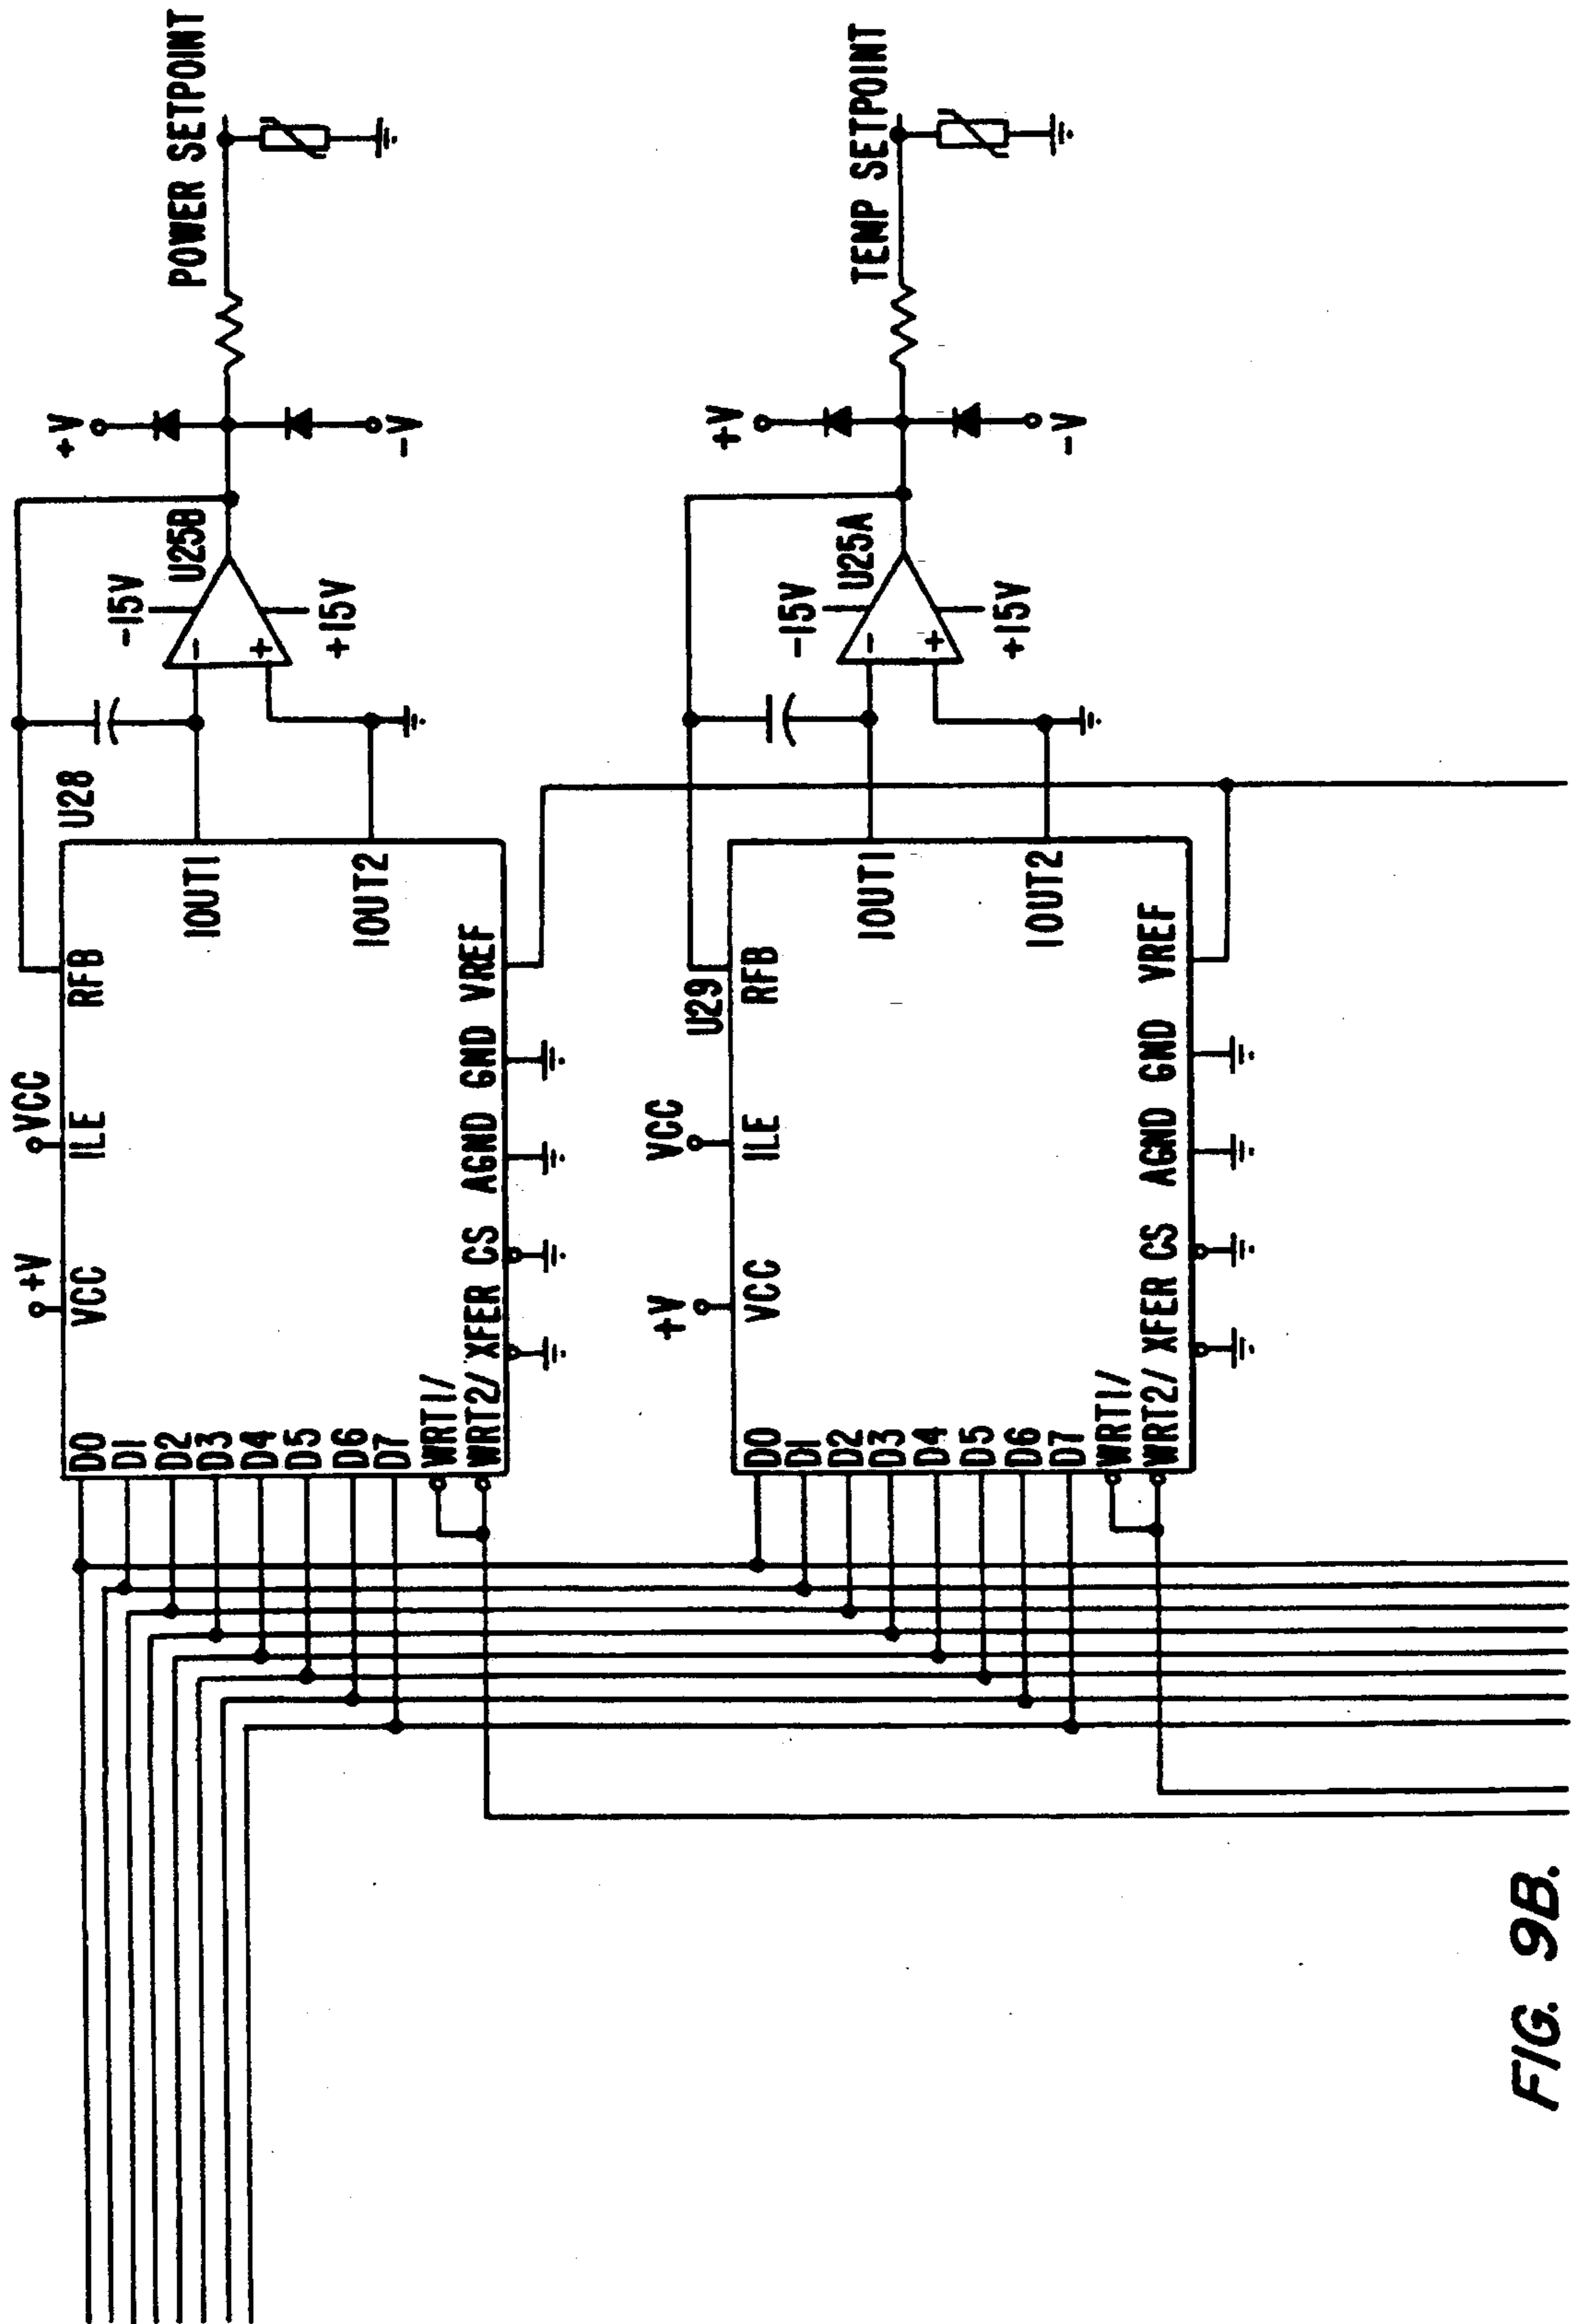 +V
VCC
U28
VCC
ILE
RFB
D0
D1
D2
D3
D4
D5
D6
D7
WRT1/
WRT2/
XFER
CS
AGND
GND
VREF
IOUT1
IOUT2
-15V
U25B
-
+
+15V
+V
-V
POWER SETPOINT
+V
VCC
U29
VCC
ILE
RFB
D0
D1
D2
D3
D4
D5
D6
D7
WRT1/
WRT2/
XFER
CS
AGND
GND
VREF
IOUT1
IOUT2
-15V
U25A
-
+
+15V
+V
-V
TEMP SETPOINT
FIG. 9B.